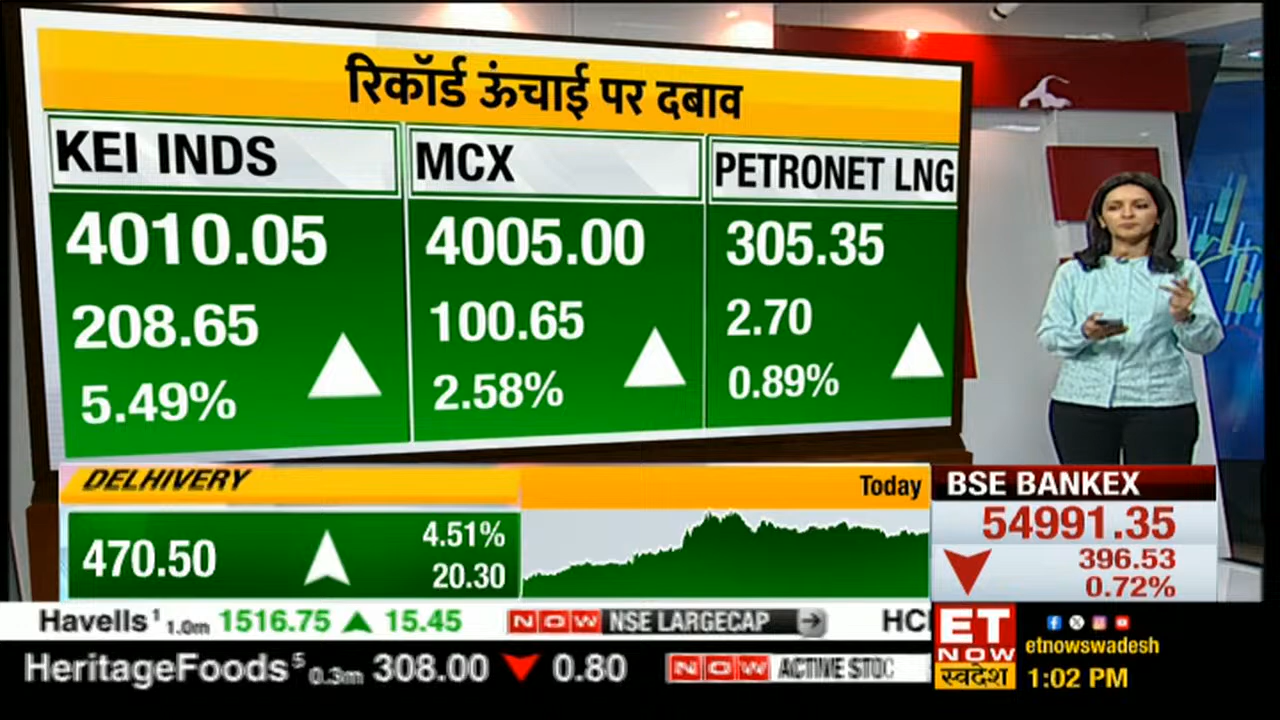 रिकॉर्ड ऊंचाई पर दबाव
KEI INDS
4010.05
208.65
5.49%
MCX
4005.00
100.65
2.58%
PETRONET LNG
305.35
2.70
0.89%
DELHIVERY
Today
470.50
4.51%
20.30
BSE BANKEX
54991.35
396.53
0.72%
Havells¹ 1.0m 1516.75 15.45 NOW NSE LARGECAP HCL
HeritageFoods⁵ 0.3m 308.00 0.80 NOW ACTIVE STOC
ET
NOW
स्वदेश
etnowswadesh
1:02 PM